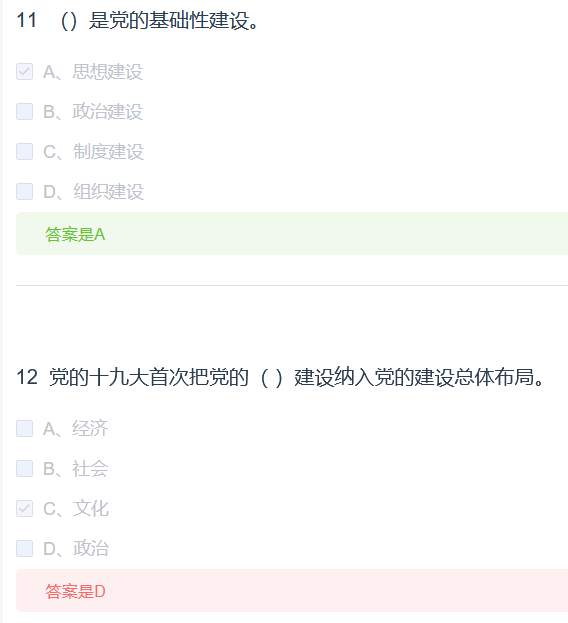 11 （）是党的基础性建设。
A、思想建设
B、政治建设
C、制度建设
D、组织建设
答案是A
12 党的十九大首次把党的（ ）建设纳入党的建设总体布局。
A、经济
B、社会
C、文化
D、政治
答案是D